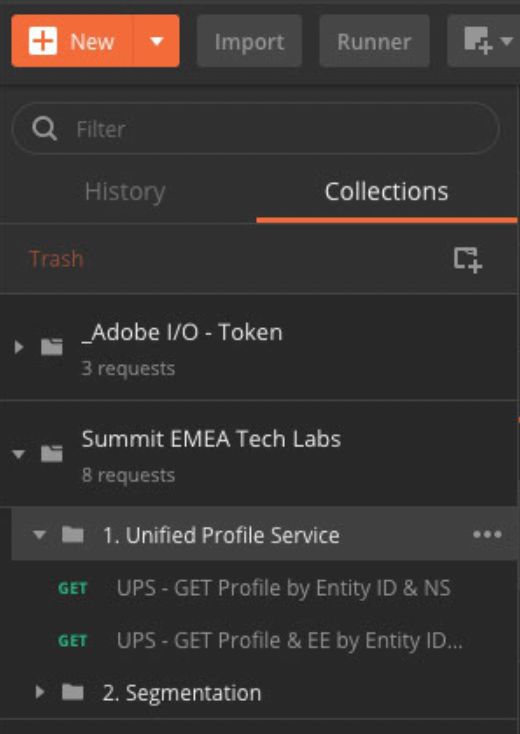 New
Import
Runner
Filter
History
Collections
Trash
_Adobe I/O - Token
3 requests
Summit EMEA Tech Labs
8 requests
1. Unified Profile Service
GET UPS - GET Profile by Entity ID & NS
GET UPS - GET Profile & EE by Entity ID...
2. Segmentation